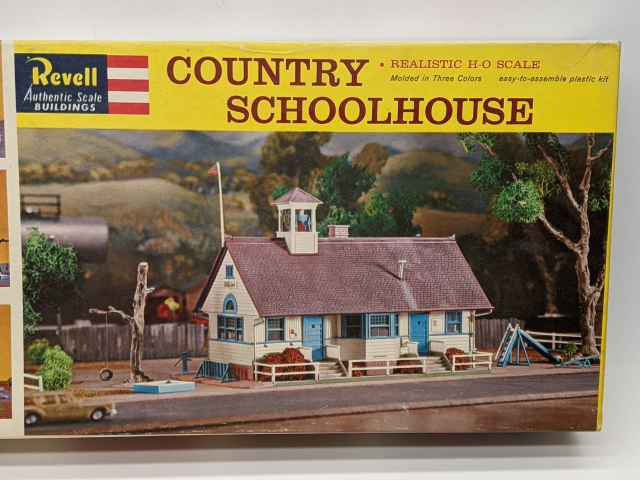 Revell
Authentic Scale
BUILDINGS
COUNTRY
SCHOOLHOUSE
• REALISTIC H-O SCALE
Molded in Three Colors easy-to-assemble plastic kit